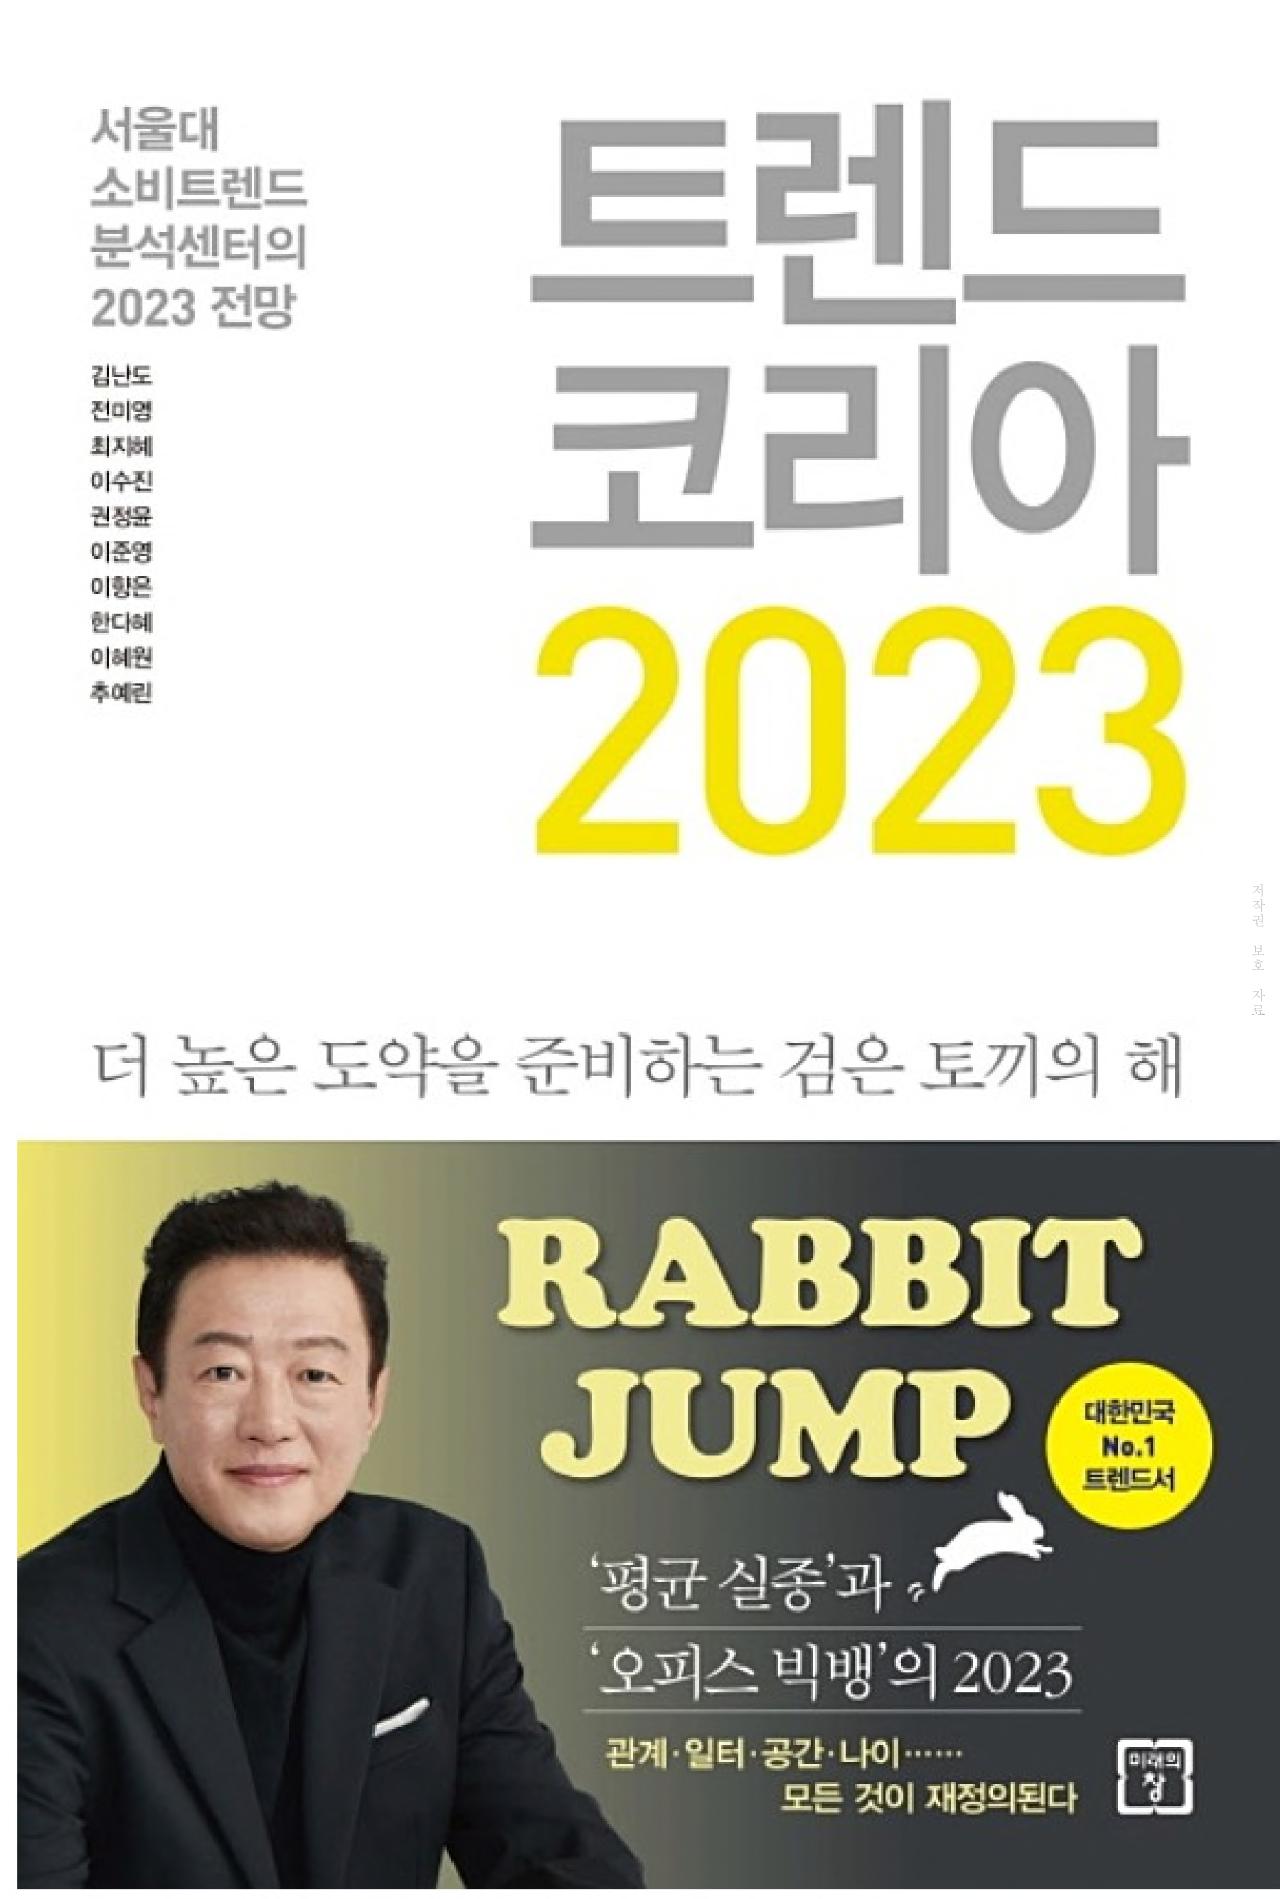 서울대
소비트렌드
분석센터의
2023 전망
김난도
전미영
최지혜
이수진
권정윤
이준영
이향은
한다혜
이혜원
추예린
트렌드
코리아
2023
저작권 보호 자료
더 높은 도약을 준비하는 검은 토끼의 해
RABBIT
JUMP
대한민국
No.1
트렌드서
‘평균 실종’과
‘오피스 빅뱅’의 2023
관계·일터·공간·나이……
모든 것이 재정의된다
미래의
창